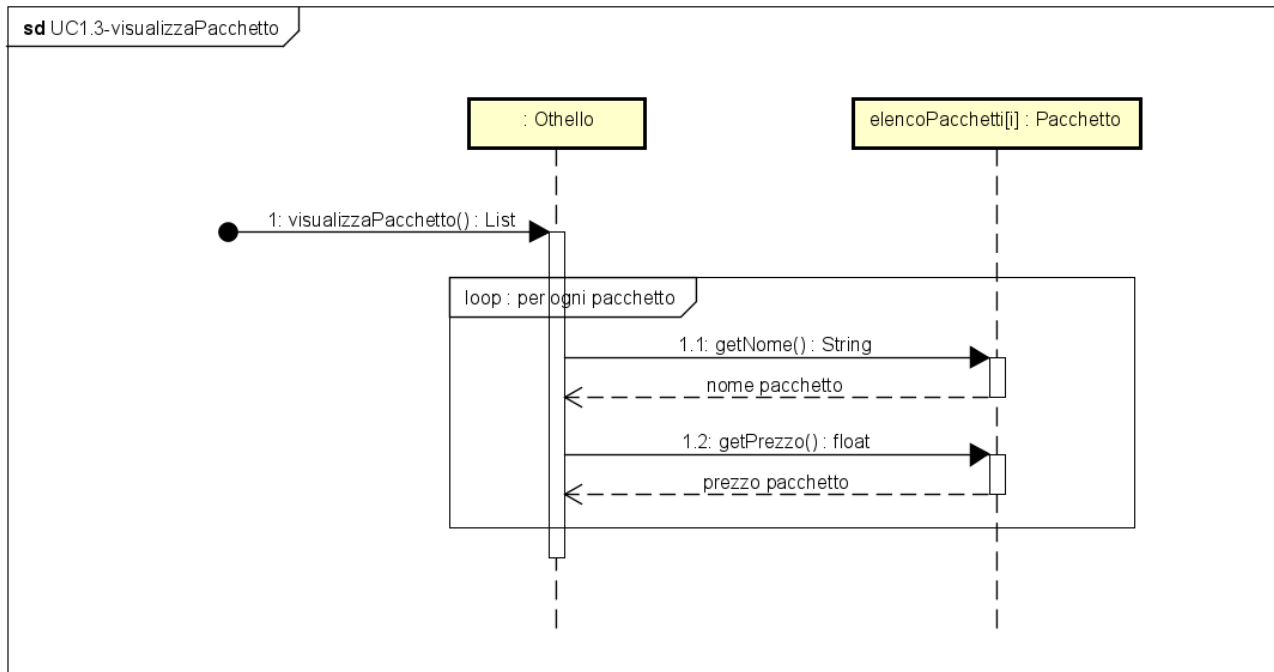 sd UC1.3-visualizzaPacchetto
: Othello
elencoPacchetti[i] : Pacchetto
1: visualizzaPacchetto() : List
loop : per ogni pacchetto
1.1: getNome() : String
nome pacchetto
1.2: getPrezzo() : float
prezzo pacchetto